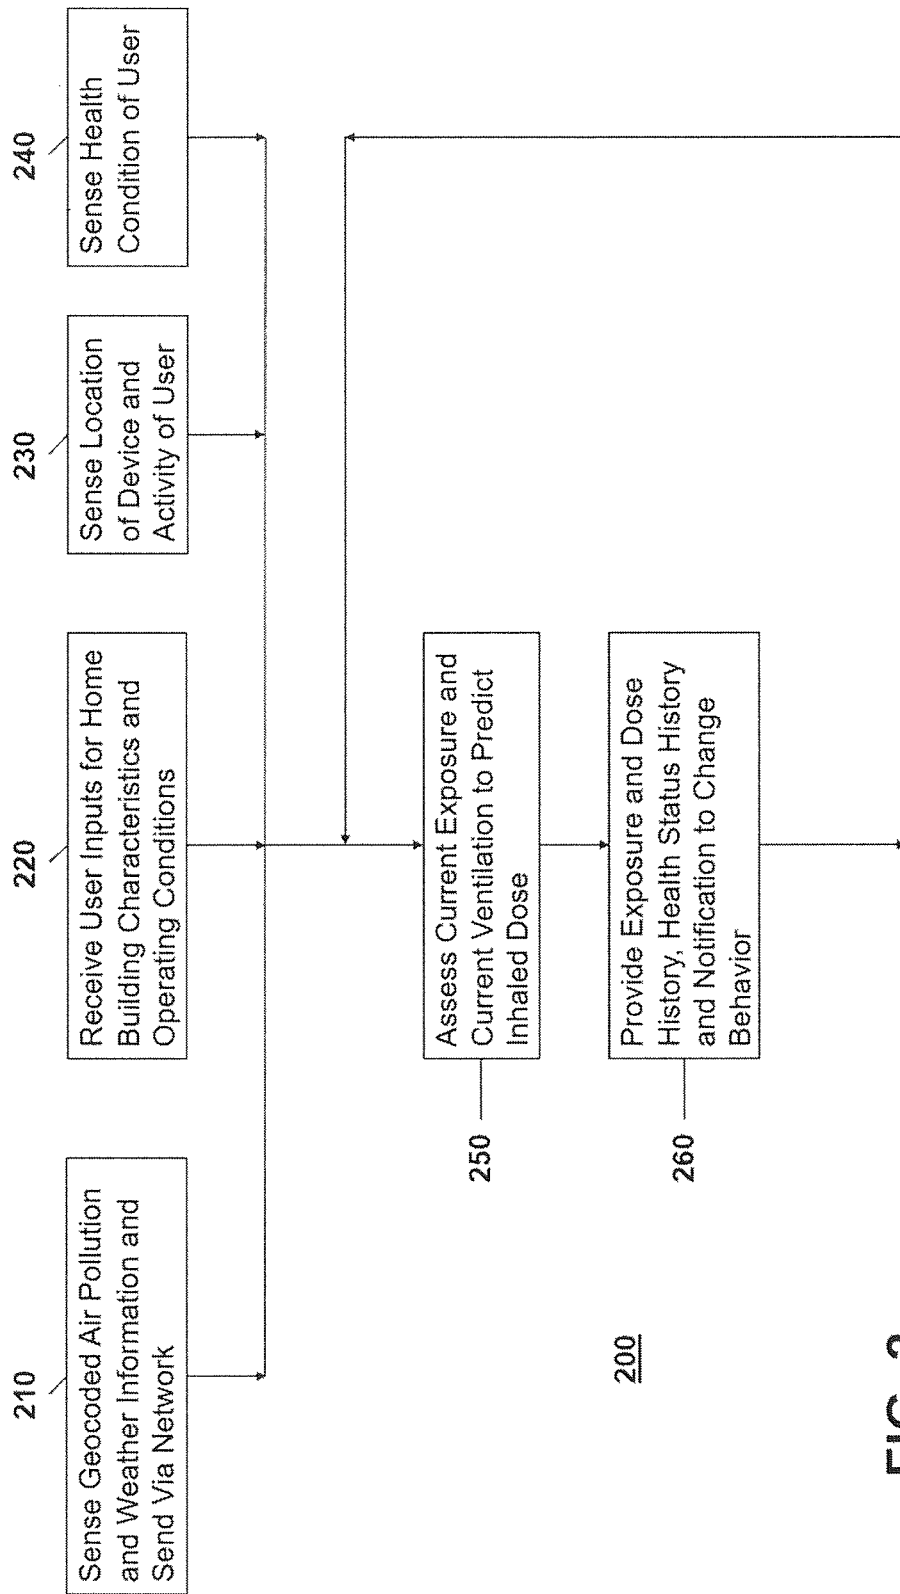 210
Sense Geocoded Air Pollution
and Weather Information and
Send Via Network
220
Receive User Inputs for Home
Building Characteristics and
Operating Conditions
230
Sense Location
of Device and
Activity of User
240
Sense Health
Condition of User
250
Assess Current Exposure and
Current Ventilation to Predict
Inhaled Dose
260
Provide Exposure and Dose
History, Health Status History
and Notification to Change
Behavior
200